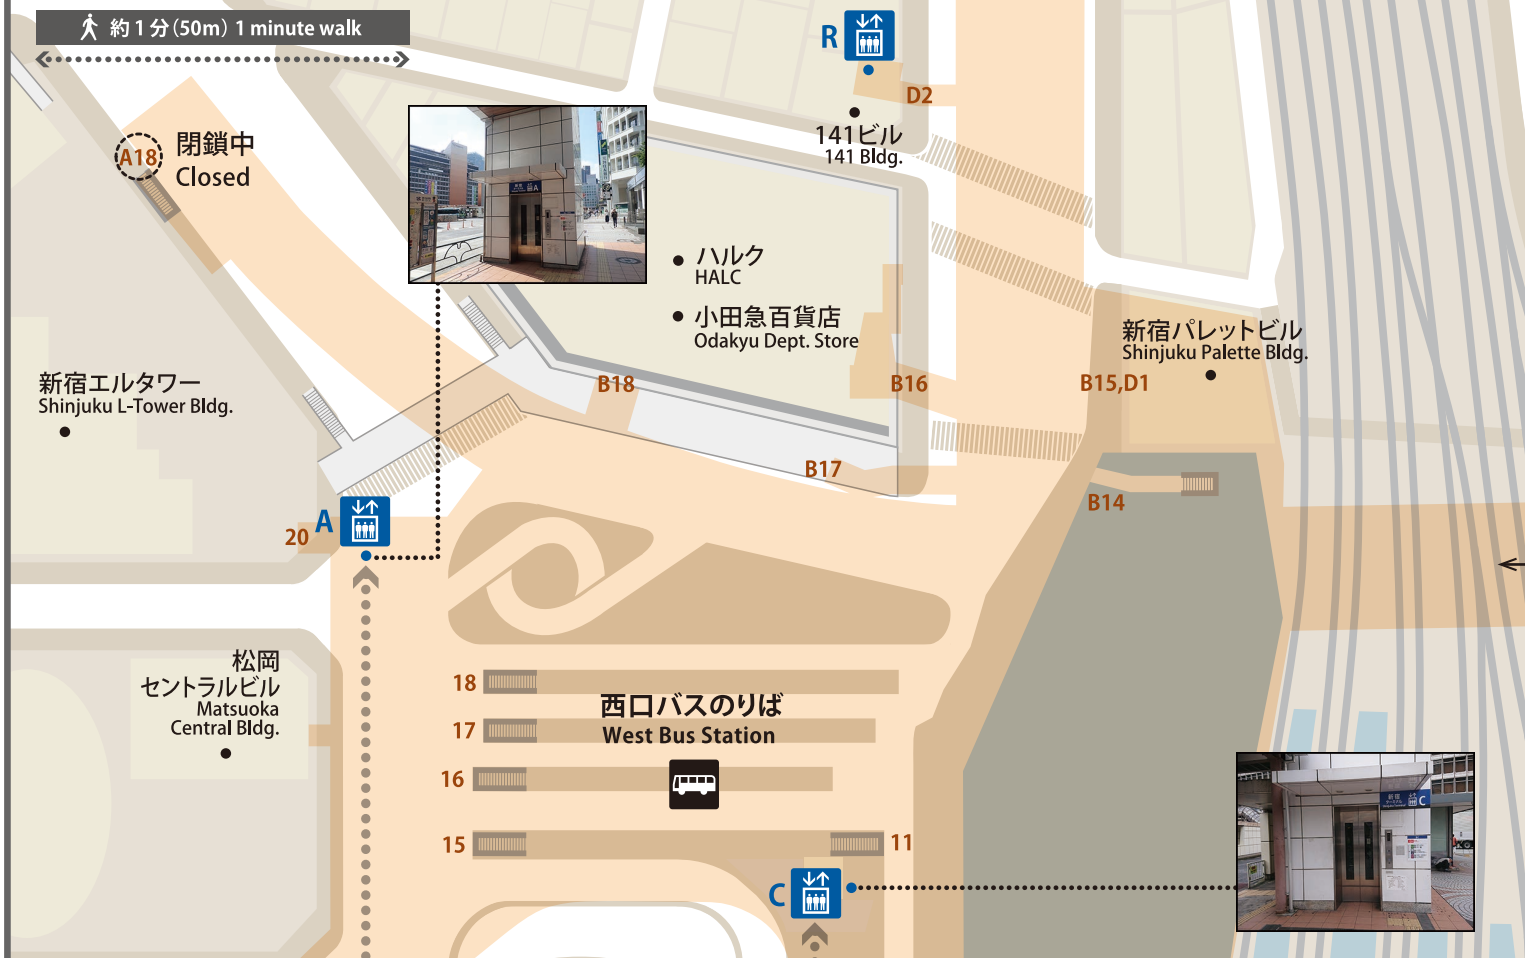 約1分(50m) 1 minute walk
R
D2
141ビル
141 Bldg.
A18
閉鎖中
Closed
A
ハルク
HALC
小田急百貨店
Odakyu Dept. Store
新宿パレットビル
Shinjuku Palette Bldg.
新宿エルタワー
Shinjuku L-Tower Bldg.
B18
B16
B15,D1
B17
B14
20
A
松岡
セントラルビル
Matsuoka
Central Bldg.
18
西口バスのりば
17
West Bus Station
16
15
11
新宿
C
C